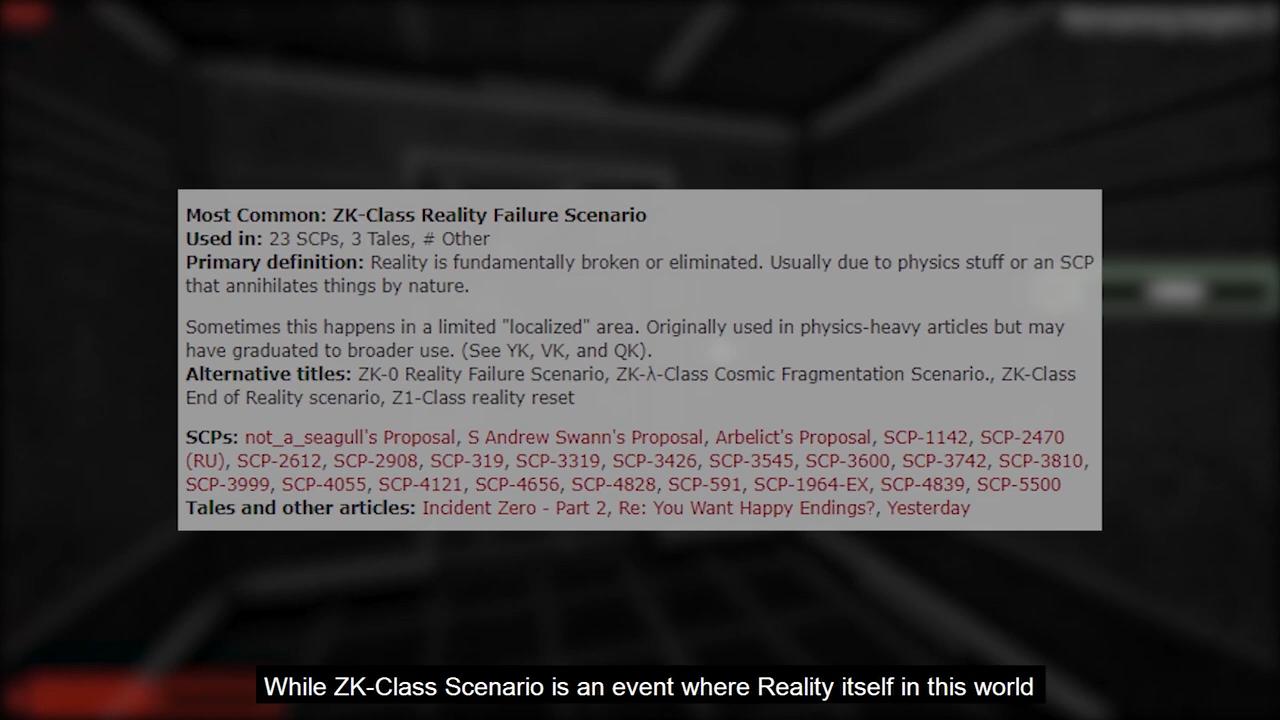 Most Common: ZK-Class Reality Failure Scenario
Used in: 23 SCPs, 3 Tales, # Other
Primary definition: Reality is fundamentally broken or eliminated. Usually due to physics stuff or an SCP
that annihilates things by nature.
Sometimes this happens in a limited "localized" area. Originally used in physics-heavy articles but may
have graduated to broader use. (See YK, VK, and QK).
Alternative titles: ZK-0 Reality Failure Scenario, ZK-λ-Class Cosmic Fragmentation Scenario., ZK-Class
End of Reality scenario, Z1-Class reality reset
SCPs: not_a_seagull's Proposal, S Andrew Swann's Proposal, Arbelict's Proposal, SCP-1142, SCP-2470
(RU), SCP-2612, SCP-2908, SCP-319, SCP-3319, SCP-3426, SCP-3545, SCP-3600, SCP-3742, SCP-3810,
SCP-3999, SCP-4055, SCP-4121, SCP-4656, SCP-4828, SCP-591, SCP-1964-EX, SCP-4839, SCP-5500
Tales and other articles: Incident Zero - Part 2, Re: You Want Happy Endings?, Yesterday
While ZK-Class Scenario is an event where Reality itself in this world